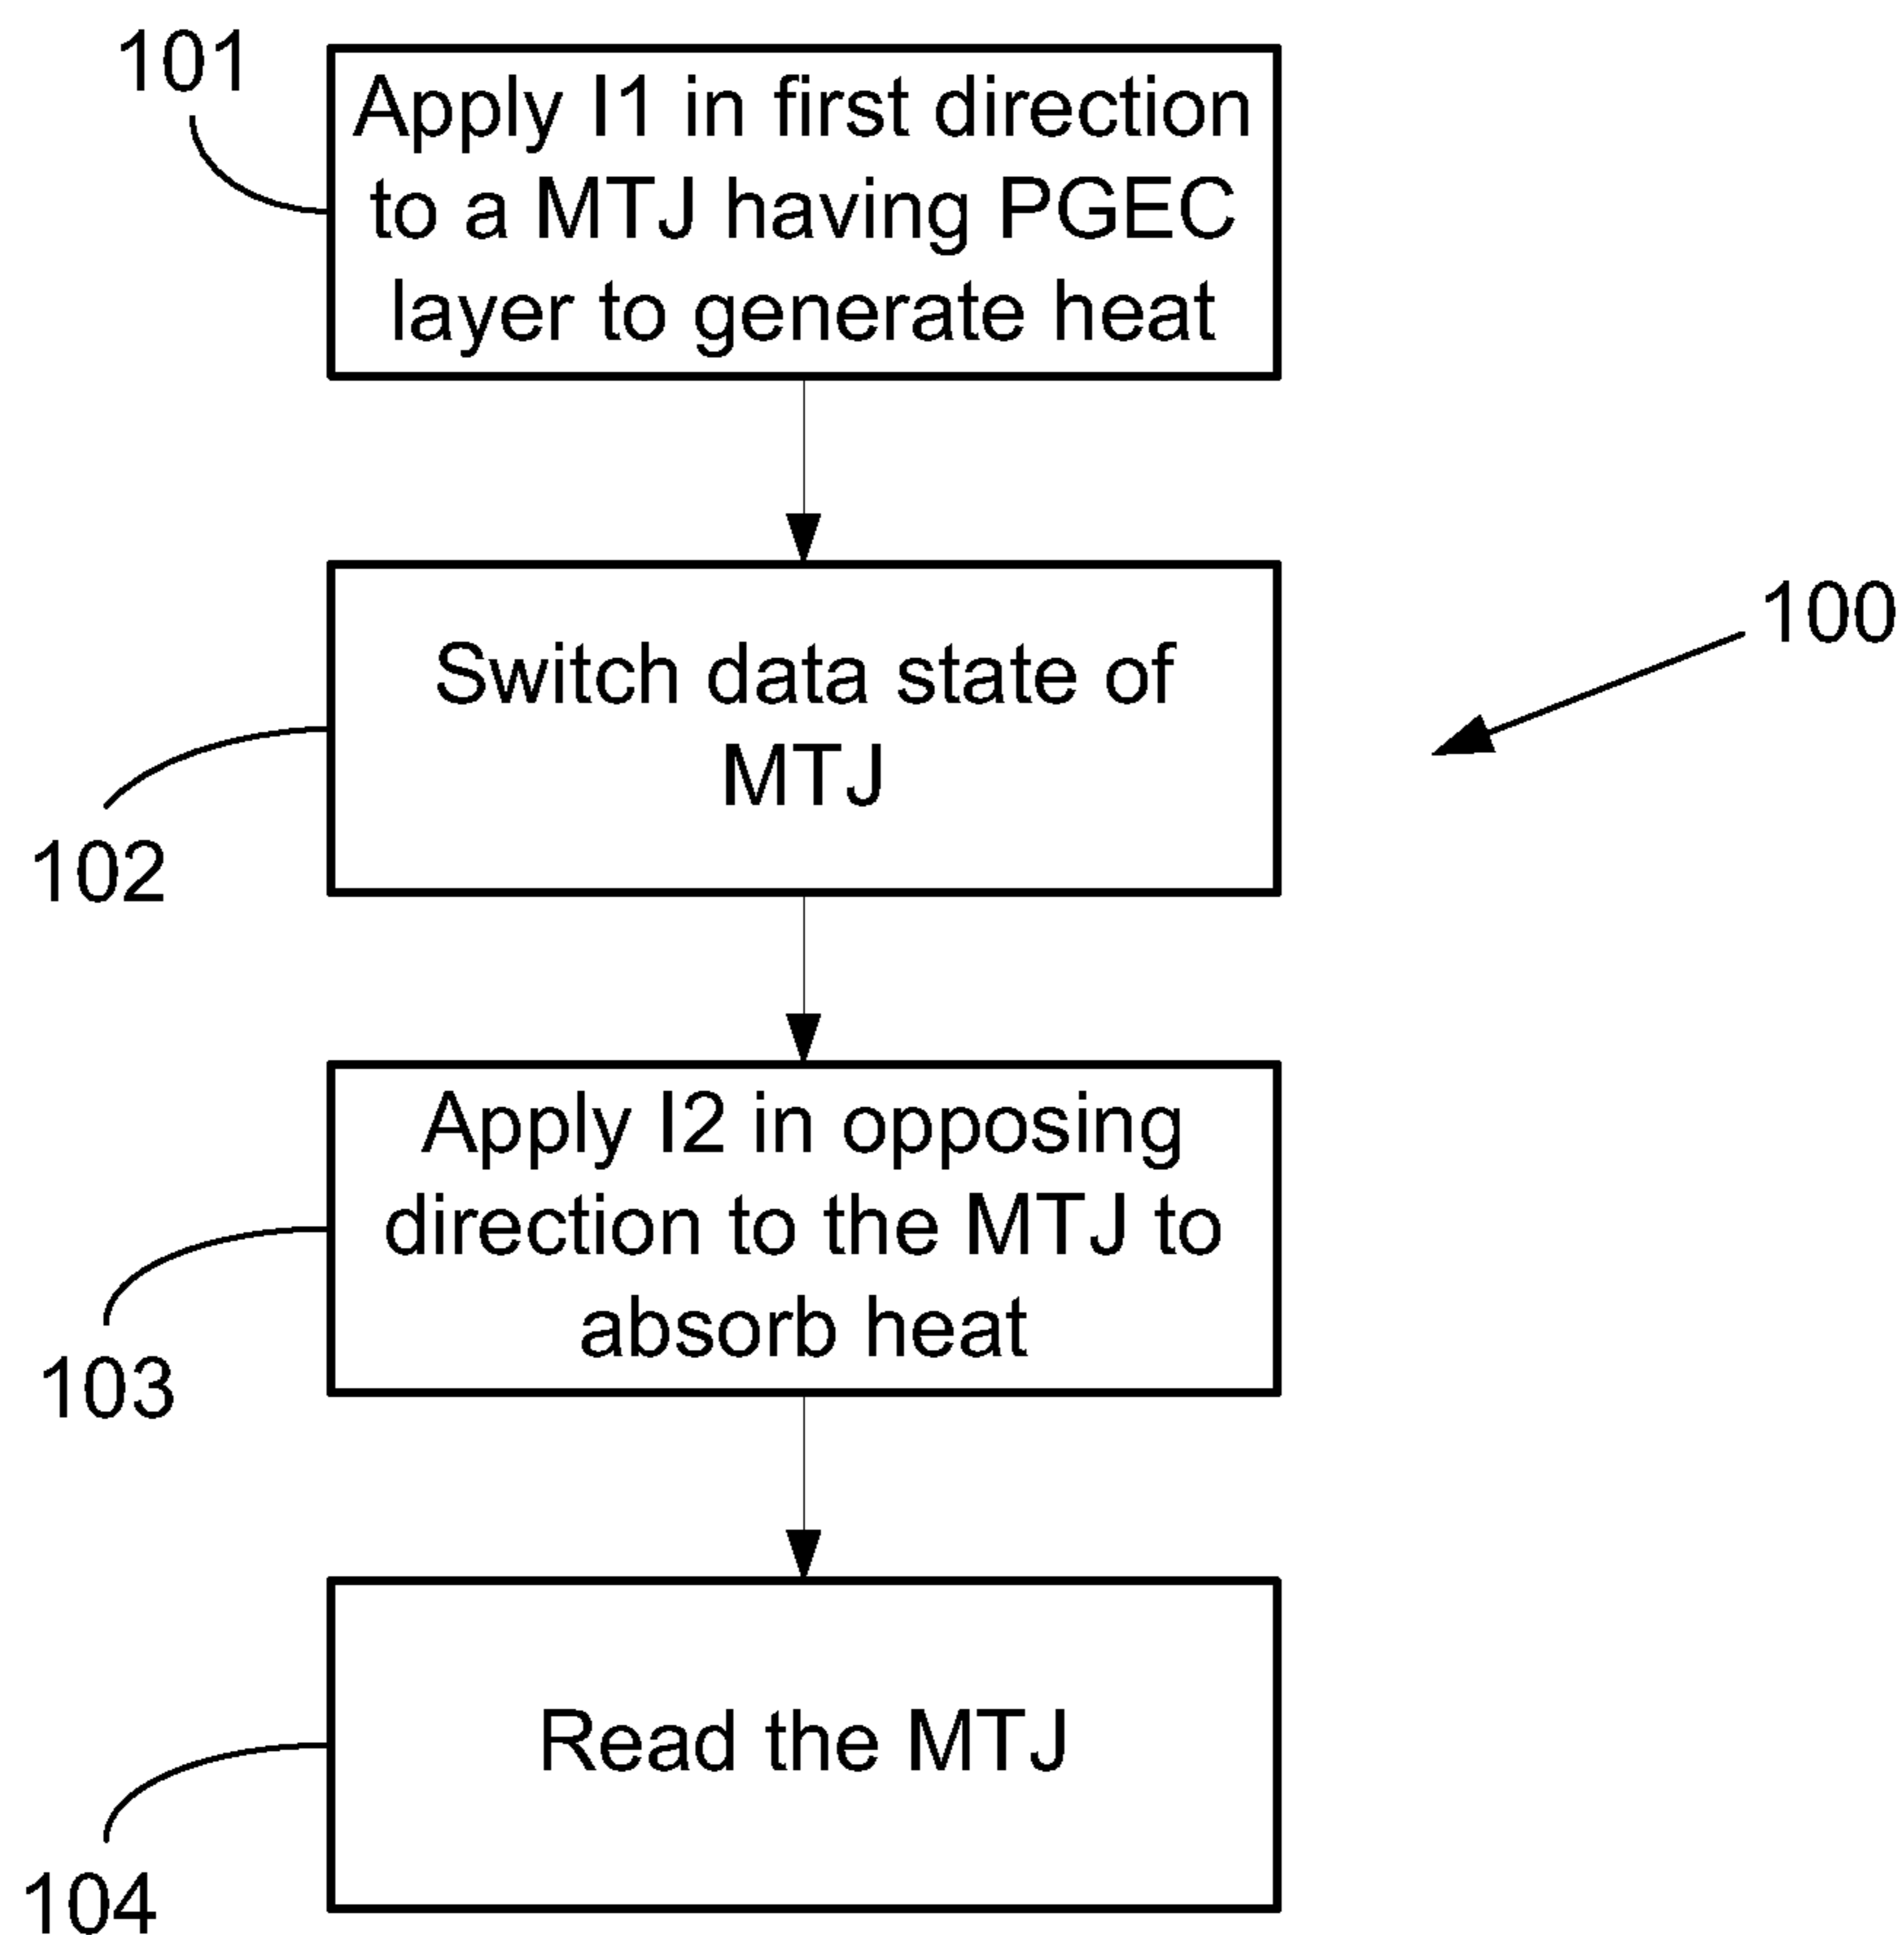 101
Apply I1 in first direction
to a MTJ having PGEC
layer to generate heat
100
Switch data state of
MTJ
102
Apply I2 in opposing
direction to the MTJ to
absorb heat
103
Read the MTJ
104